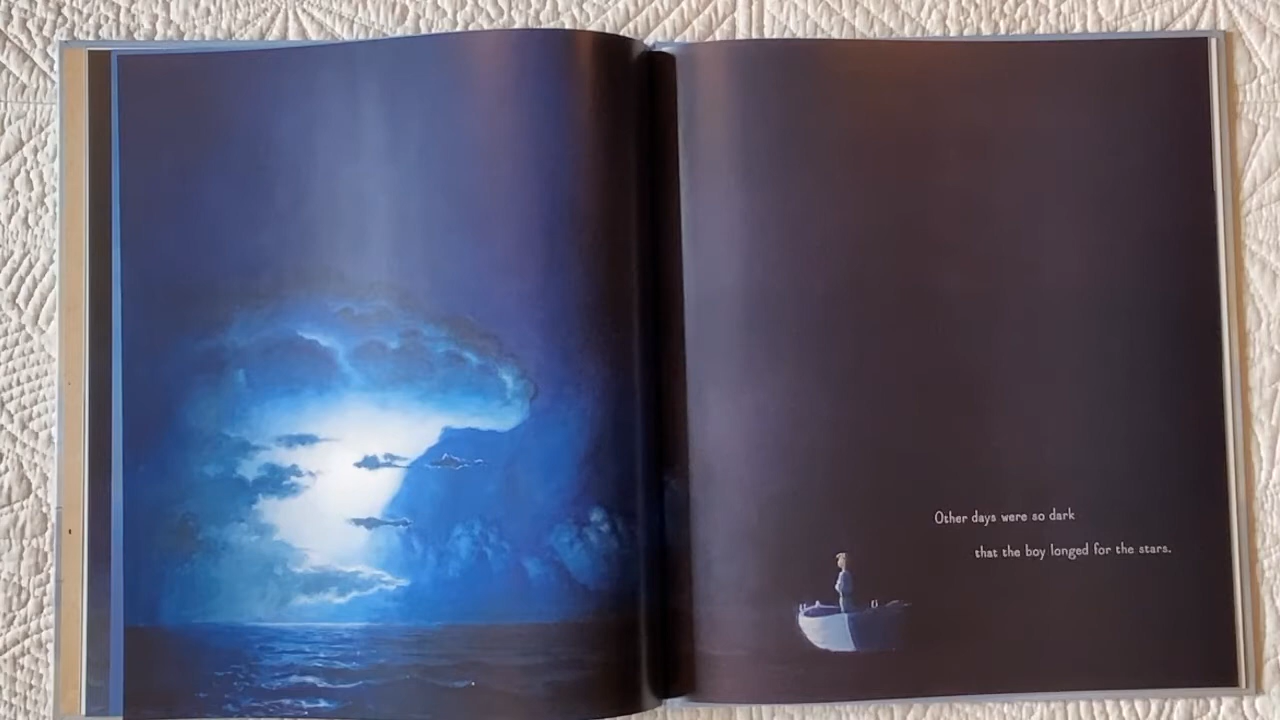 Other days were so dark
that the boy longed for the stars.